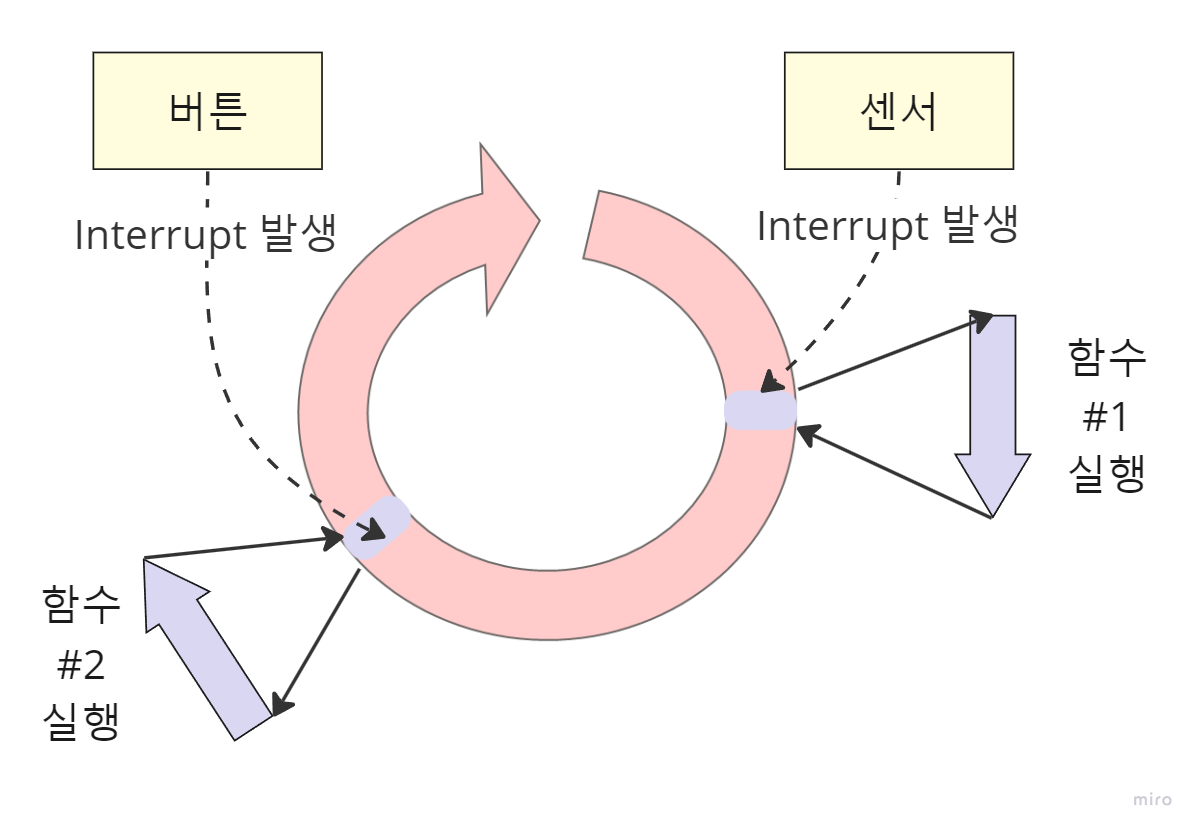 버튼
센서
Interrupt 발생
Interrupt 발생
함수
#1
실행
함수
#2
실행
miro